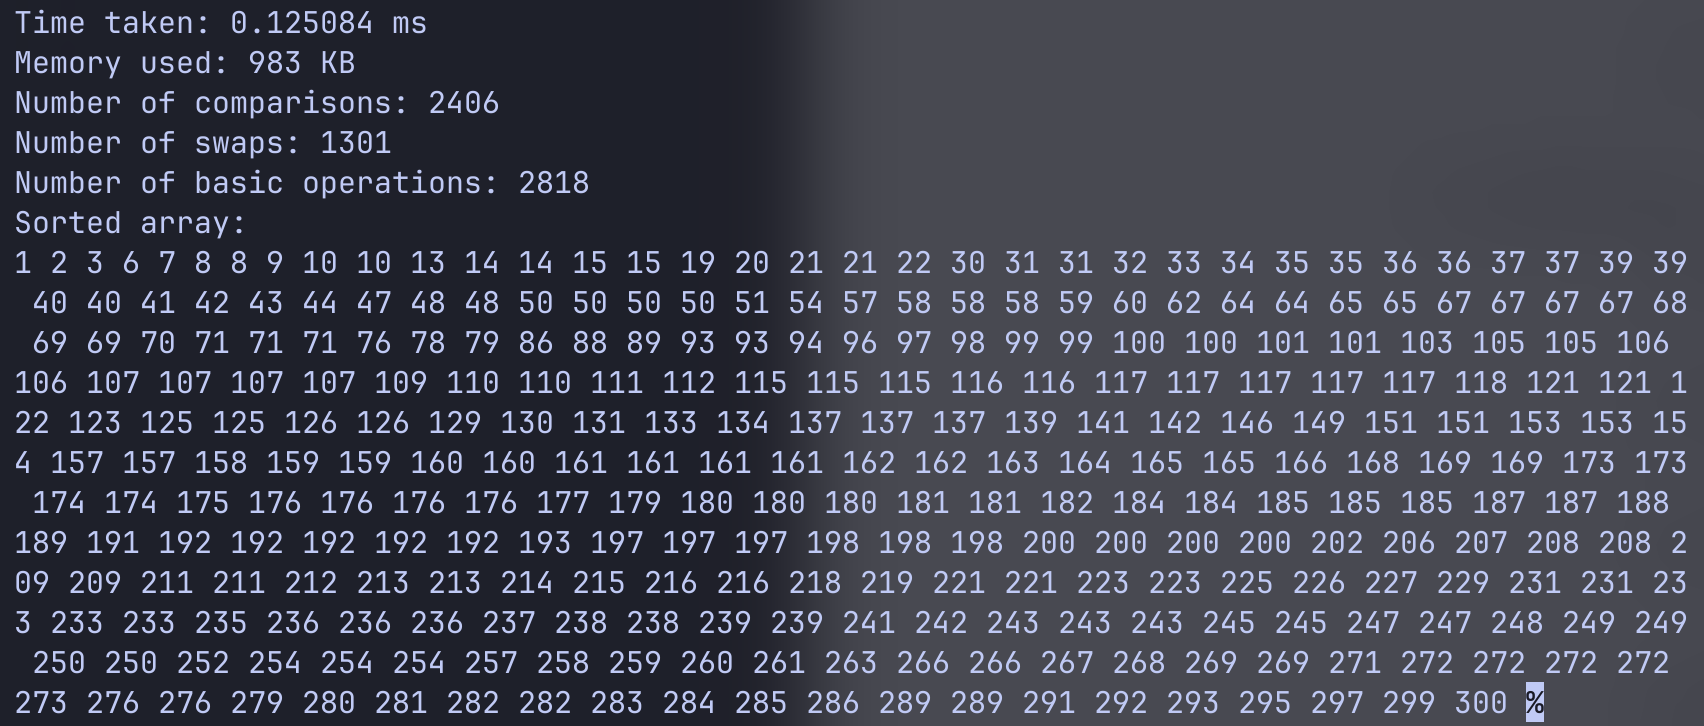 Time taken: 0.125084 ms
Memory used: 983 KB
Number of comparisons: 2406
Number of swaps: 1301
Number of basic operations: 2818
Sorted array:
1 2 3 6 7 8 8 9 10 10 13 14 14 15 15 19 20 21 21 22 30 31 31 32 33 34 35 35 36 36 37 37 39 39
40 40 41 42 43 44 47 48 48 50 50 50 50 51 54 57 58 58 58 59 60 62 64 64 65 65 67 67 67 67 68
69 69 70 71 71 71 76 78 79 86 88 89 93 93 94 96 97 98 99 99 100 100 101 101 103 105 105 106
106 107 107 107 107 109 110 110 111 112 115 115 115 116 116 117 117 117 117 117 118 121 121 1
22 123 125 125 126 126 129 130 131 133 134 137 137 137 139 141 142 146 149 151 151 153 153 15
4 157 157 158 159 159 160 160 161 161 161 161 162 162 163 164 165 165 166 168 169 169 173 173
174 174 175 176 176 176 176 177 179 180 180 180 181 181 182 184 184 185 185 185 187 187 188
189 191 192 192 192 192 192 193 197 197 197 198 198 198 200 200 200 200 202 206 207 208 208 2
09 209 211 211 212 213 213 214 215 216 216 218 219 221 221 223 223 225 226 227 229 231 231 23
3 233 233 235 236 236 236 237 238 238 239 239 241 242 243 243 243 245 245 247 247 248 249 249
250 250 252 254 254 254 257 258 259 260 261 263 266 266 267 268 269 269 271 272 272 272 272
273 276 276 279 280 281 282 282 283 284 285 286 289 289 291 292 293 295 297 299 300 %